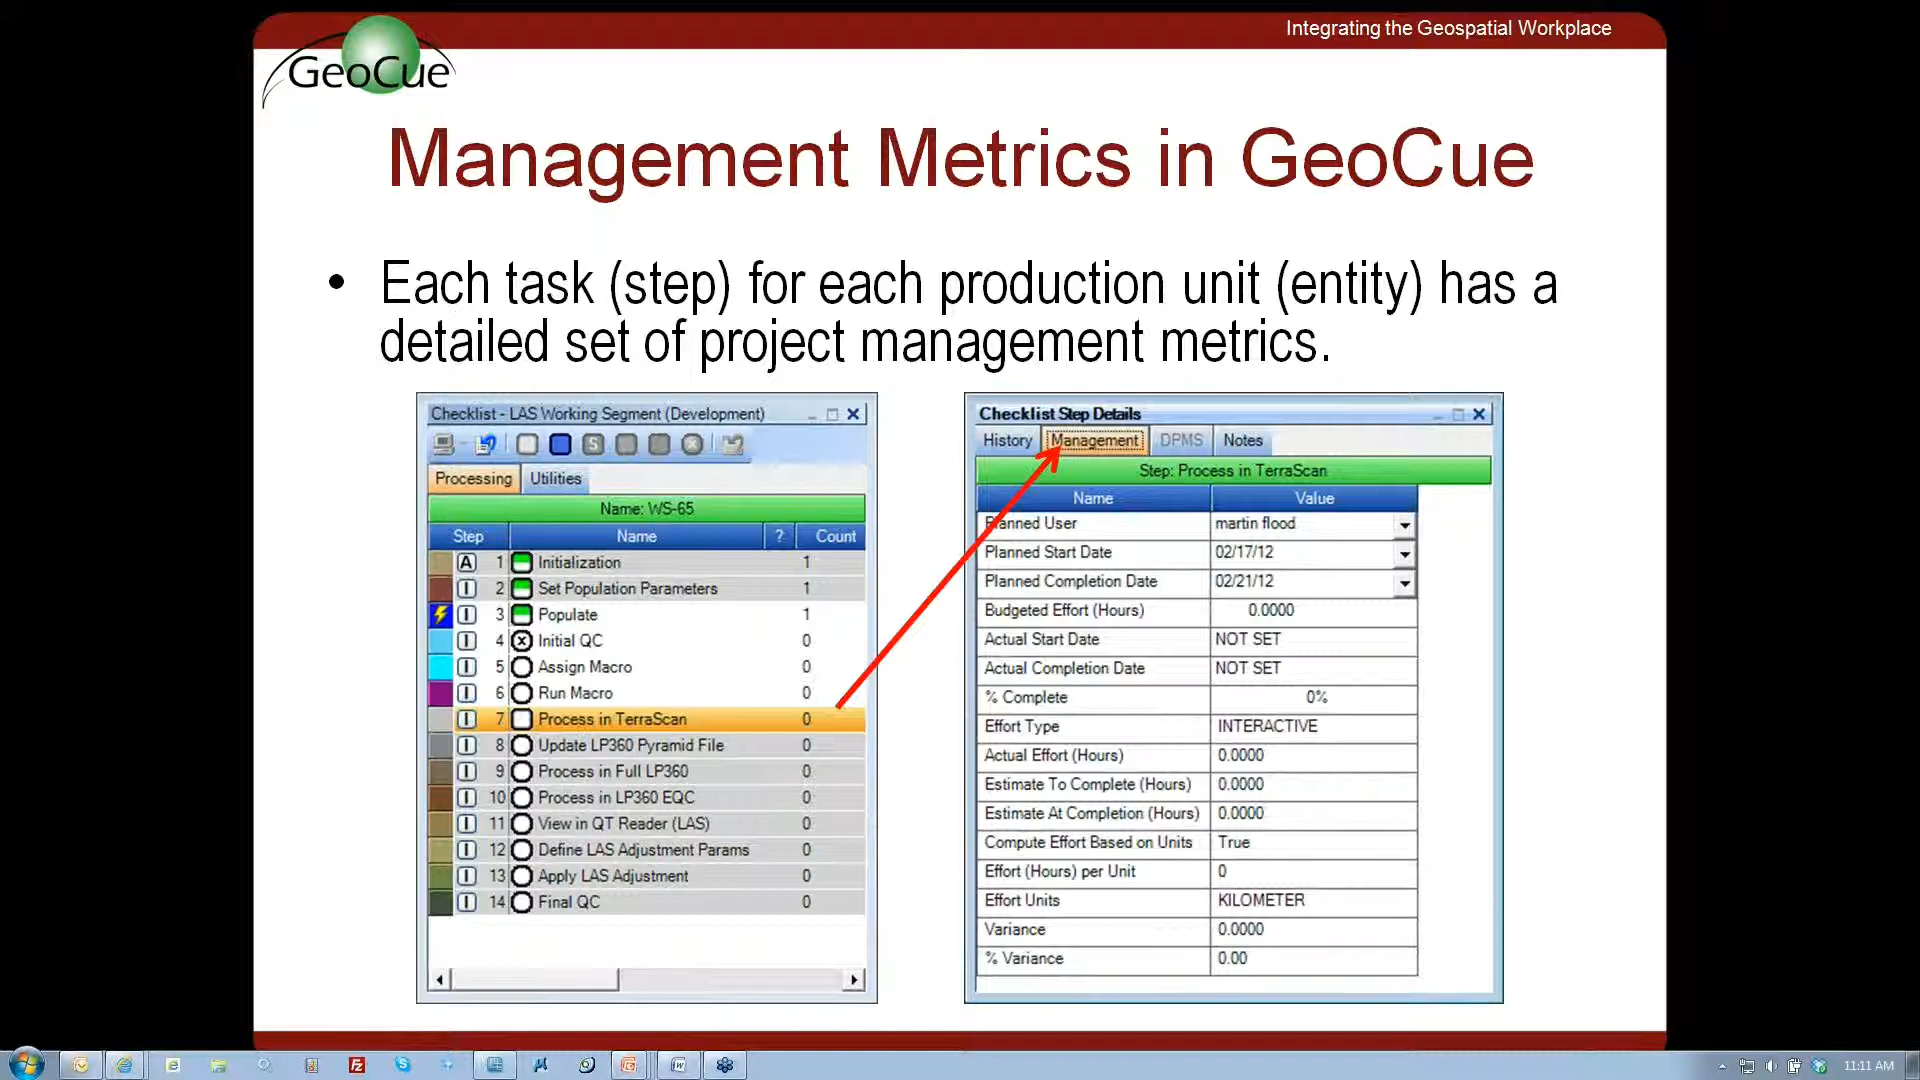 Integrating the Geospatial Workplace
GeoCue
Management Metrics in GeoCue
• Each task (step) for each production unit (entity) has a
detailed set of project management metrics.
Checklist - LAS Working Segment (Development)
Processing Utilities
Name: WS-65
Step Name ? Count
A 1 Initialization 1
I 2 Set Population Parameters 1
I 3 Populate 1
I 4 Initial QC 0
I 5 Assign Macro 0
I 6 Run Macro 0
I 7 Process in TerraScan 0
I 8 Update LP360 Pyramid File 0
I 9 Process in Full LP360 0
I 10 Process in LP360 EQC 0
I 11 View in QT Reader (LAS) 0
I 12 Define LAS Adjustment Params 0
I 13 Apply LAS Adjustment 0
I 14 Final QC 0
Checklist Step Details
History Management DPMS Notes
Step: Process in TerraScan
Name Value
Planned User martin flood
Planned Start Date 02/17/12
Planned Completion Date 02/21/12
Budgeted Effort (Hours) 0.0000
Actual Start Date NOT SET
Actual Completion Date NOT SET
% Complete 0%
Effort Type INTERACTIVE
Actual Effort (Hours) 0.0000
Estimate To Complete (Hours) 0.0000
Estimate At Completion (Hours) 0.0000
Compute Effort Based on Units True
Effort (Hours) per Unit 0
Effort Units KILOMETER
Variance 0.0000
% Variance 0.00
11:11 AM